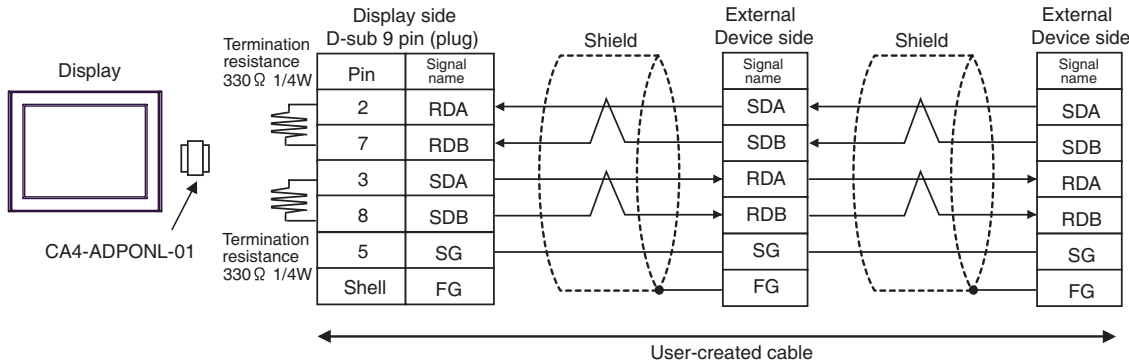 Display
CA4-ADPONL-01
Termination
resistance
330Ω 1/4W
Termination
resistance
330Ω 1/4W
Display side
D-sub 9 pin (plug)
Pin Signal name
2 RDA
7 RDB
3 SDA
8 SDB
5 SG
Shell FG
Shield
External
Device side
Signal
name
SDA
SDB
RDA
RDB
SG
FG
Shield
External
Device side
Signal
name
SDA
SDB
RDA
RDB
SG
FG
User-created cable